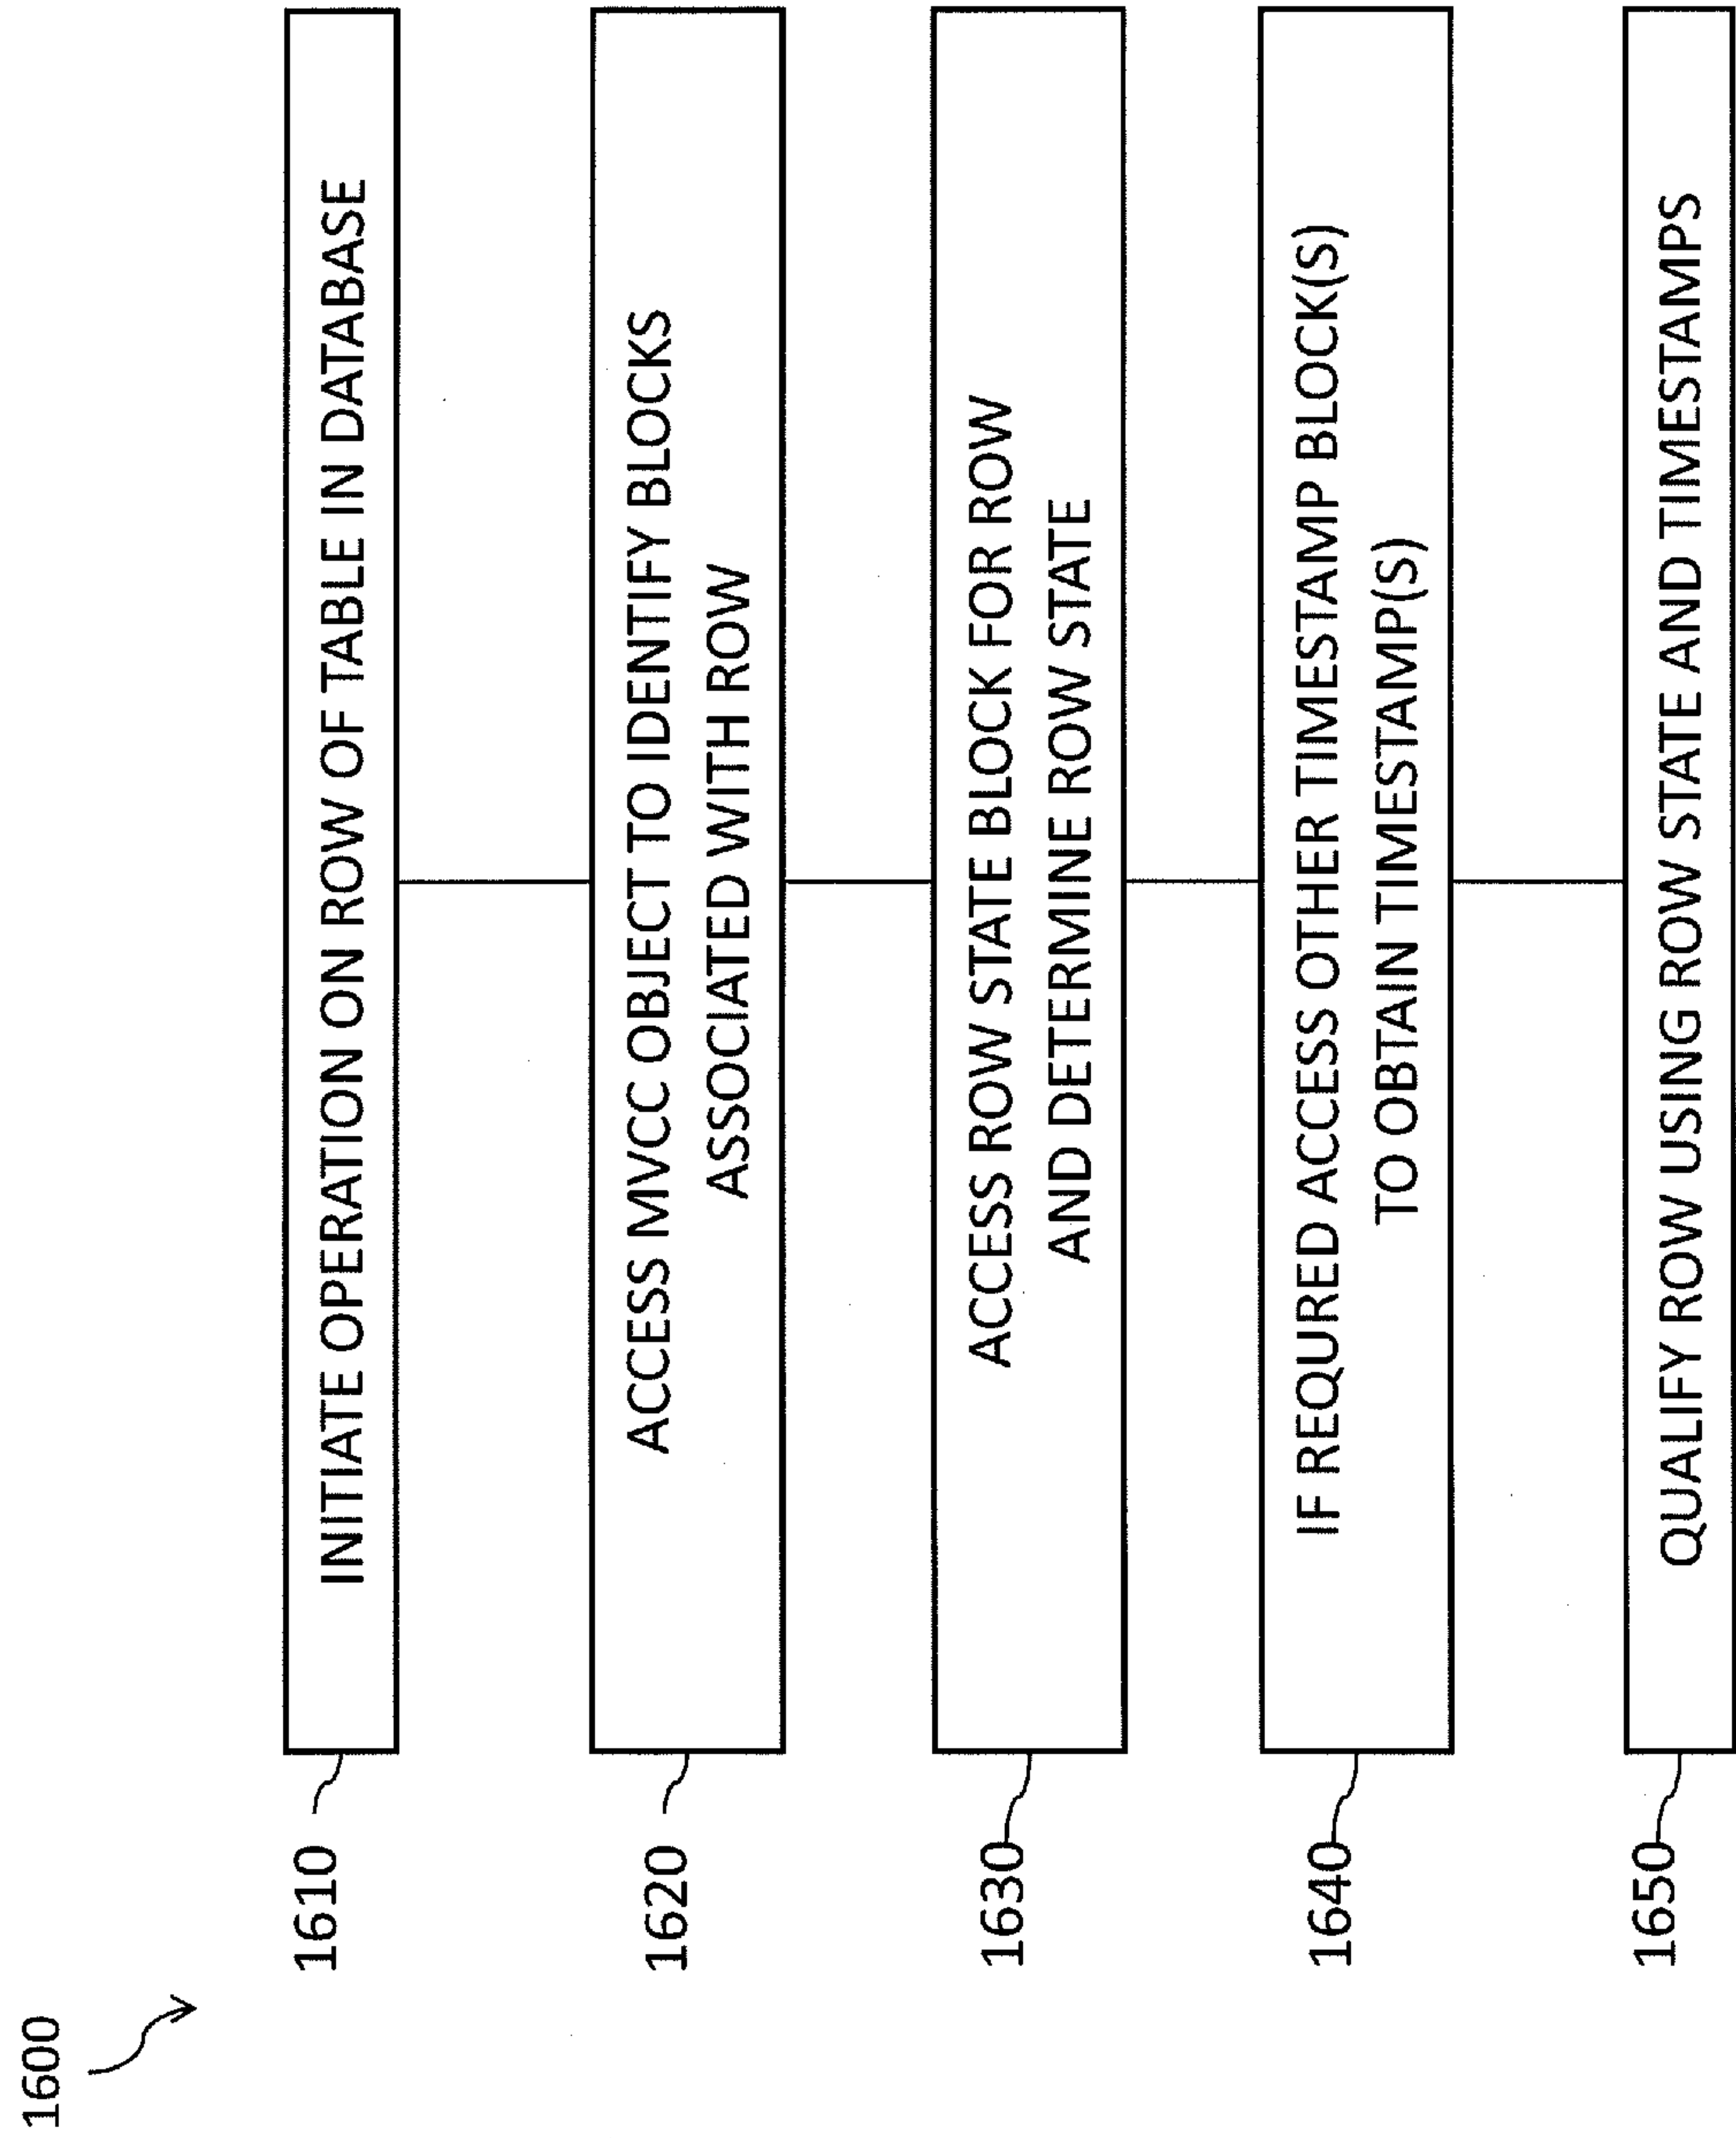 1600
1610
INITIATE OPERATION ON ROW OF TABLE IN DATABASE
1620
ACCESS MVCC OBJECT TO IDENTIFY BLOCKS
ASSOCIATED WITH ROW
1630
ACCESS ROW STATE BLOCK FOR ROW
AND DETERMINE ROW STATE
1640
IF REQURED ACCESS OTHER TIMESTAMP BLOCK(S)
TO OBTAIN TIMESTAMP(S)
1650
QUALIFY ROW USING ROW STATE AND TIMESTAMPS